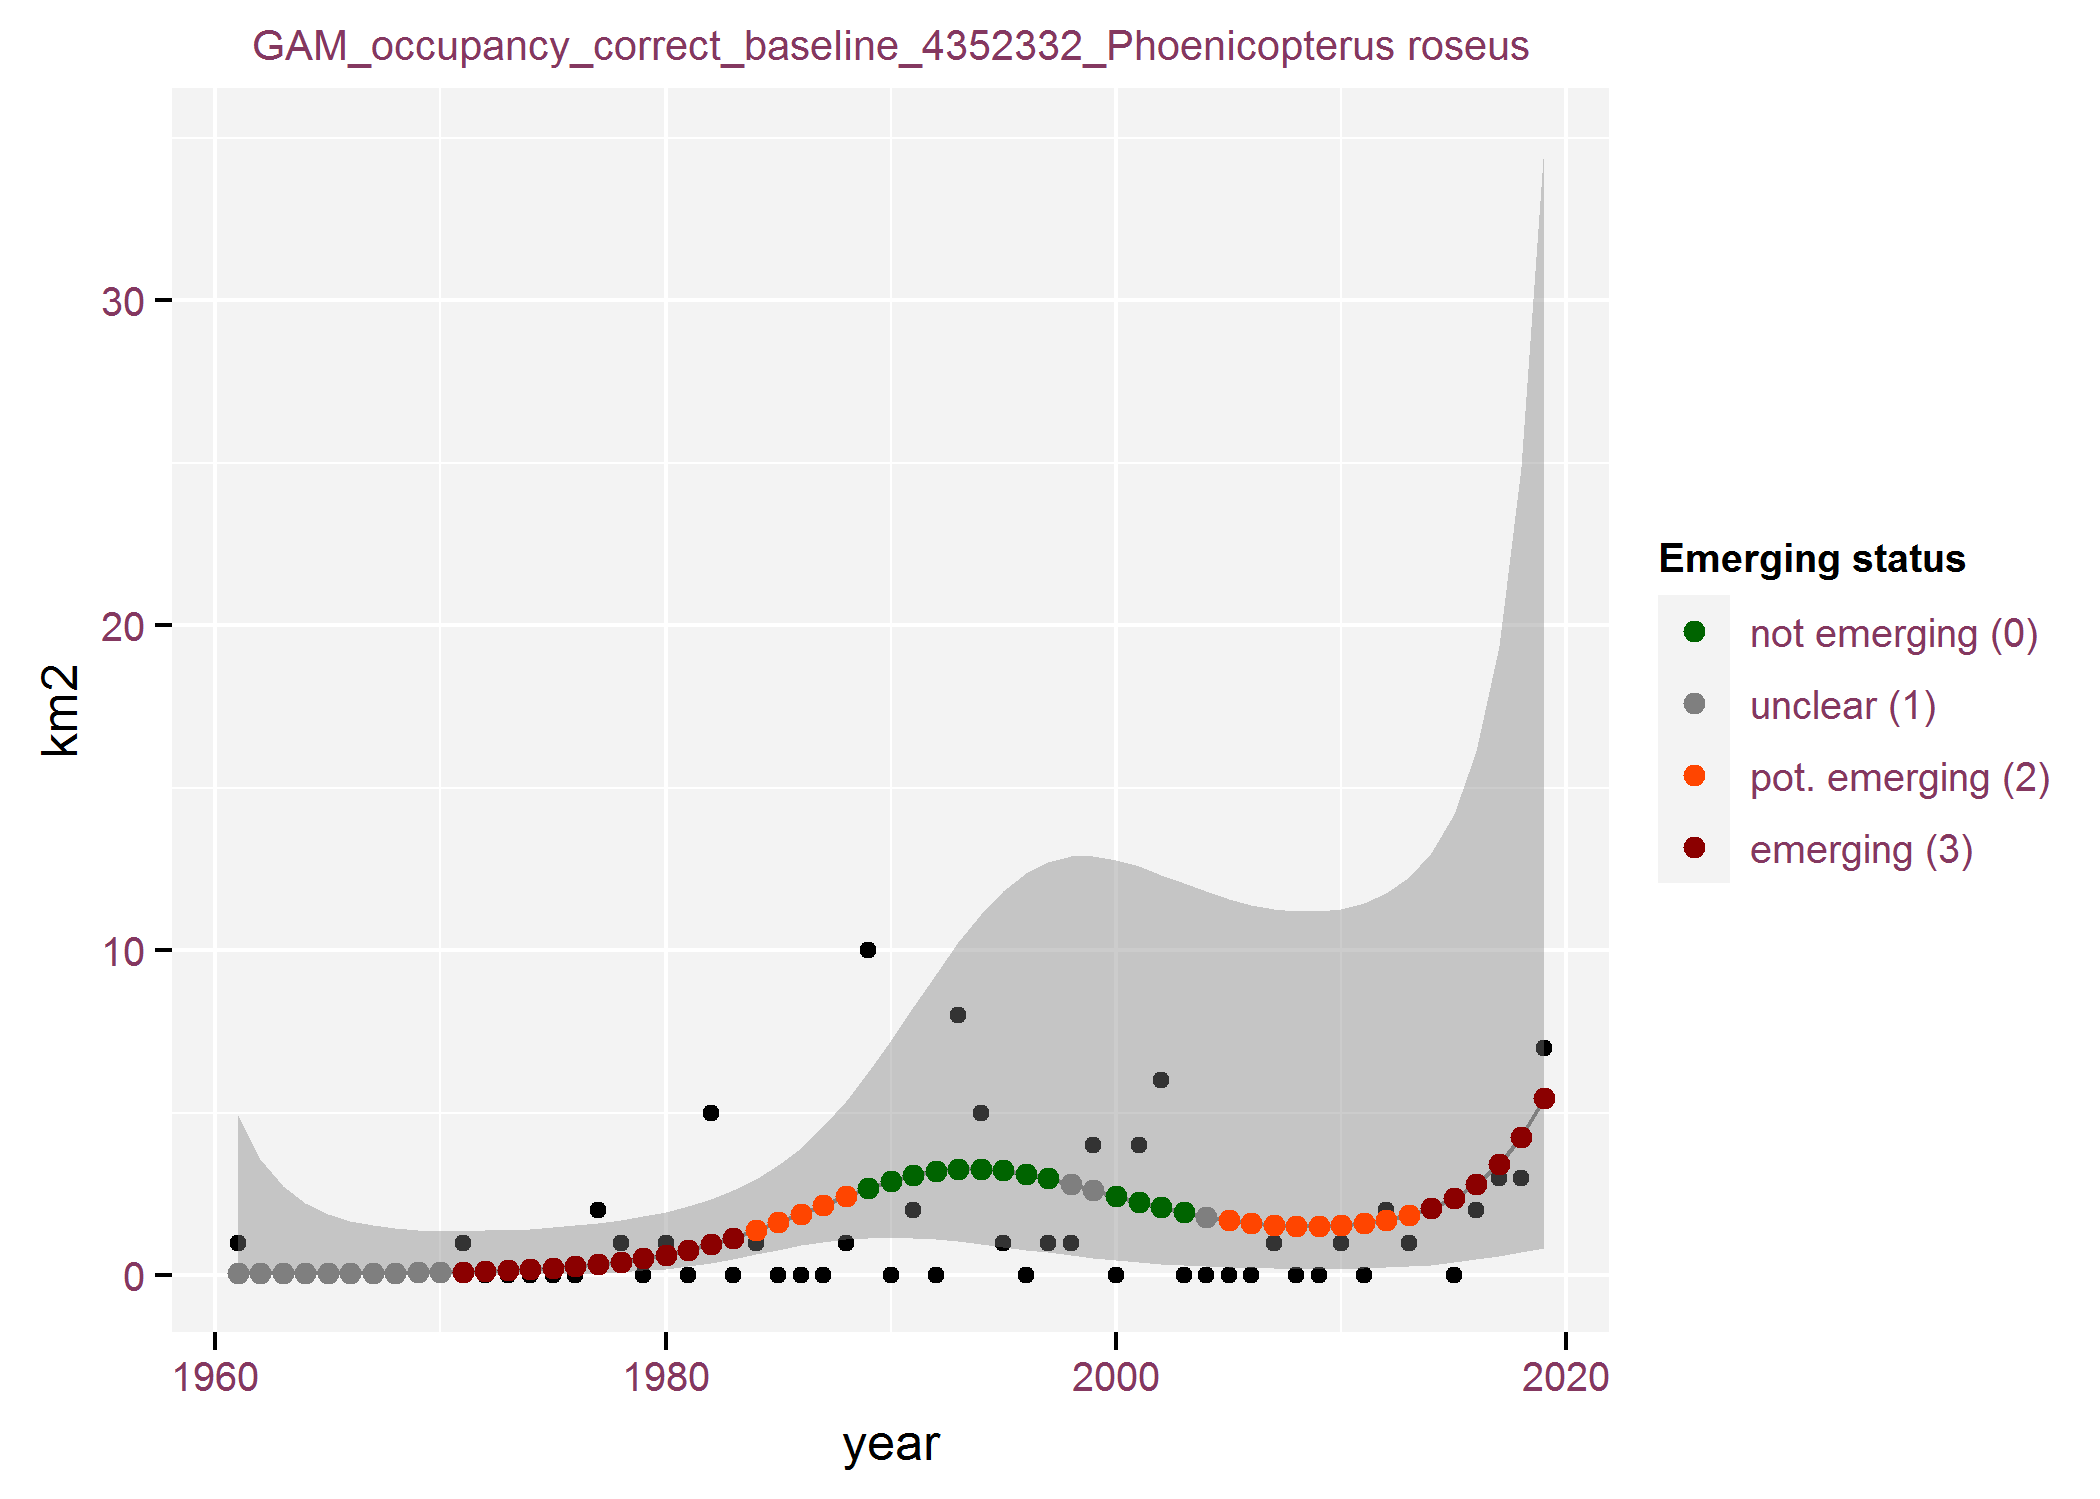 GAM_occupancy_correct_baseline_4352332_Phoenicopterus roseus
30
20
10
0
km2
1960 1980 2000 2020
year
Emerging status
not emerging (0)
unclear (1)
pot. emerging (2)
emerging (3)